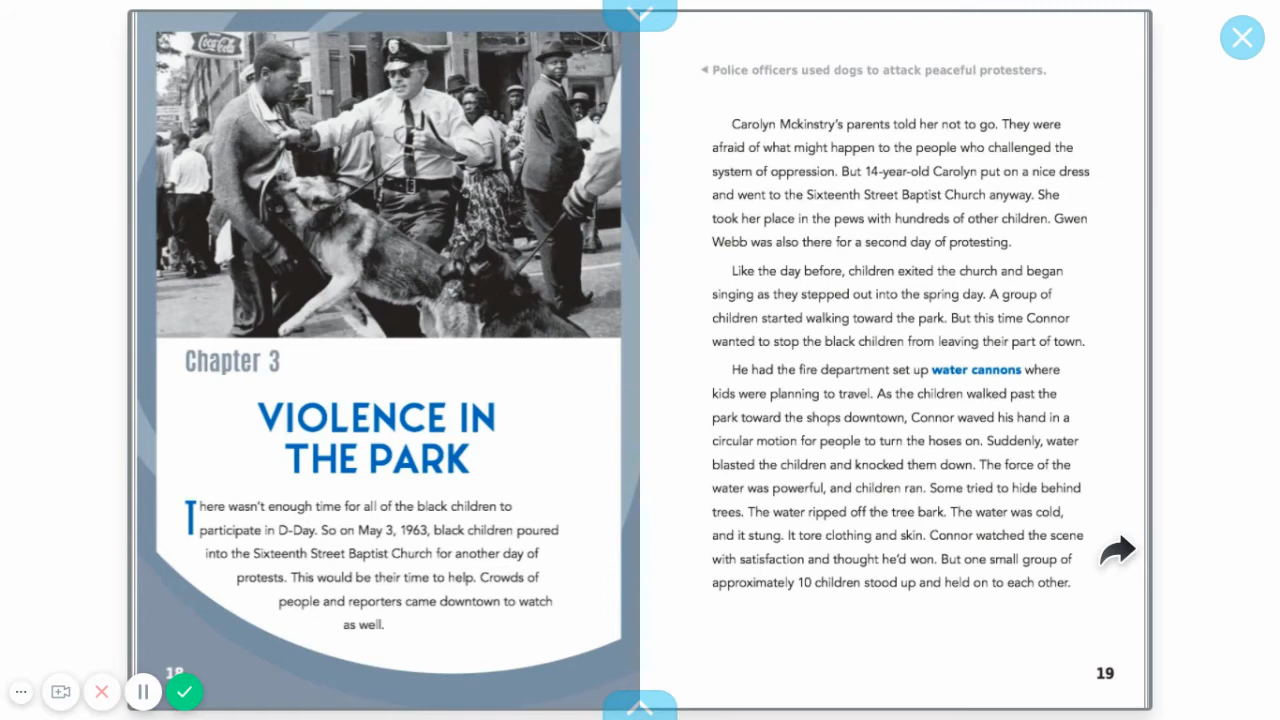 Coca-Cola
Chapter 3
VIOLENCE IN
THE PARK
There wasn't enough time for all of the black children to
participate in D-Day. So on May 3, 1963, black children poured
into the Sixteenth Street Baptist Church for another day of
protests. This would be their time to help. Crowds of
people and reporters came downtown to watch
as well.
18
◄ Police officers used dogs to attack peaceful protesters.
Carolyn Mckinstry's parents told her not to go. They were
afraid of what might happen to the people who challenged the
system of oppression. But 14-year-old Carolyn put on a nice dress
and went to the Sixteenth Street Baptist Church anyway. She
took her place in the pews with hundreds of other children. Gwen
Webb was also there for a second day of protesting.
Like the day before, children exited the church and began
singing as they stepped out into the spring day. A group of
children started walking toward the park. But this time Connor
wanted to stop the black children from leaving their part of town.
He had the fire department set up water cannons where
kids were planning to travel. As the children walked past the
park toward the shops downtown, Connor waved his hand in a
circular motion for people to turn the hoses on. Suddenly, water
blasted the children and knocked them down. The force of the
water was powerful, and children ran. Some tried to hide behind
trees. The water ripped off the tree bark. The water was cold,
and it stung. It tore clothing and skin. Connor watched the scene
with satisfaction and thought he'd won. But one small group of
approximately 10 children stood up and held on to each other.
19